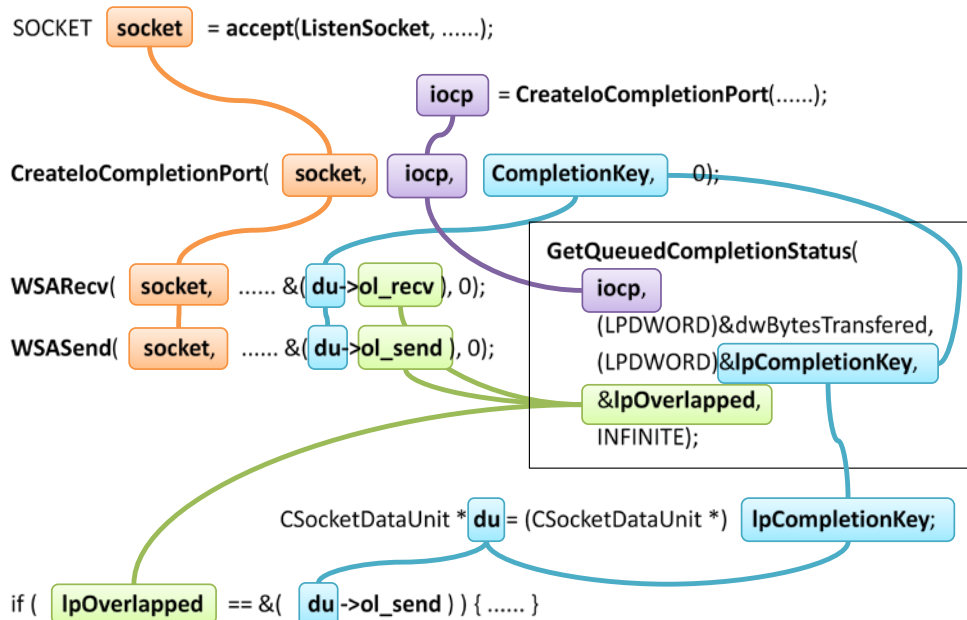 SOCKET socket = accept(ListenSocket, ......);
iocp = CreateIoCompletionPort(......);
CreateIoCompletionPort( socket, iocp, CompletionKey, 0);
GetQueuedCompletionStatus(
iocp,
(LPDWORD)&dwBytesTransfered,
(LPDWORD)&lpCompletionKey,
&lpOverlapped,
INFINITE);
WSARecv( socket, ...... &( du->ol_recv ), 0);
WSASend( socket, ...... &( du->ol_send ), 0);
CSocketDataUnit * du = (CSocketDataUnit *) lpCompletionKey;
if ( lpOverlapped == &( du->ol_send ) ) { ...... }